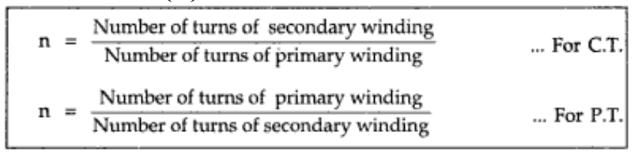 n = Number of turns of secondary winding / Number of turns of primary winding ... For C.T.
n = Number of turns of primary winding / Number of turns of secondary winding ... For P.T.